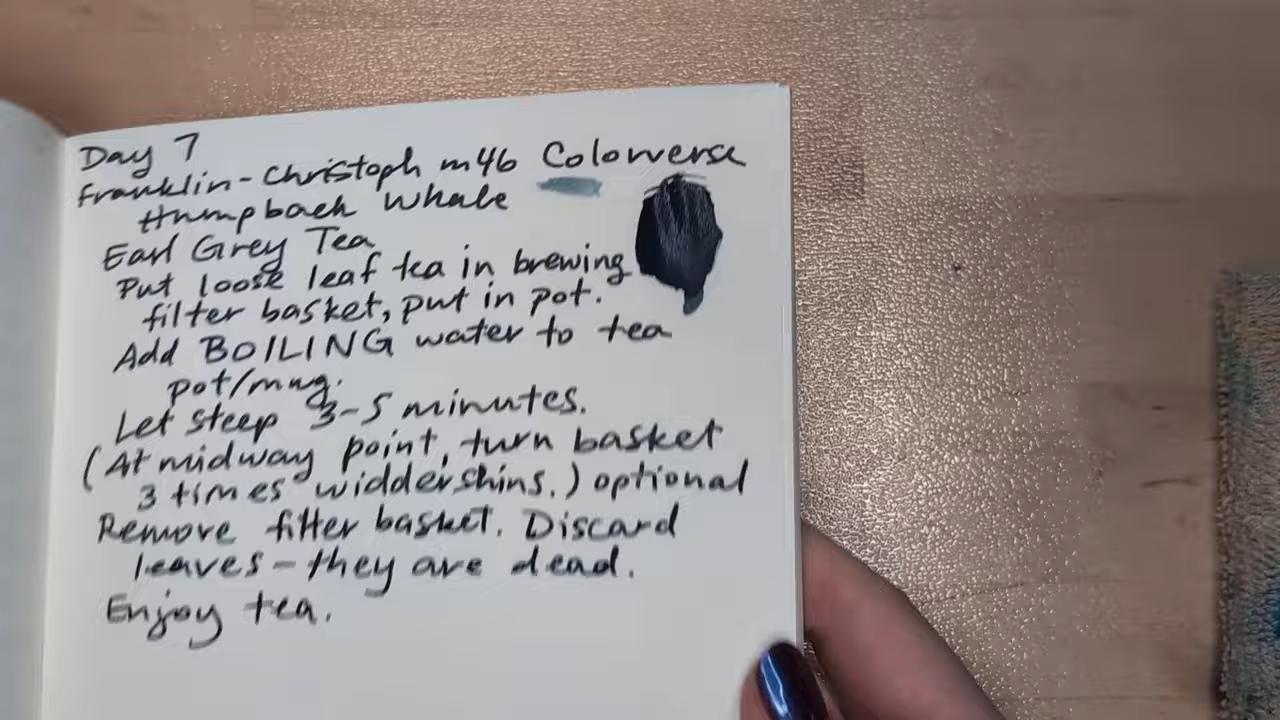 Day 7
Franklin-Christoph m46 Colorverse
Humpback Whale
Earl Grey Tea
Put loose leaf tea in brewing
filter basket, put in pot.
Add BOILING water to tea
pot/mug.
Let steep 3-5 minutes.
(At midway point, turn basket
3 times widdershins.) optional
Remove filter basket. Discard
leaves - they are dead.
Enjoy tea.